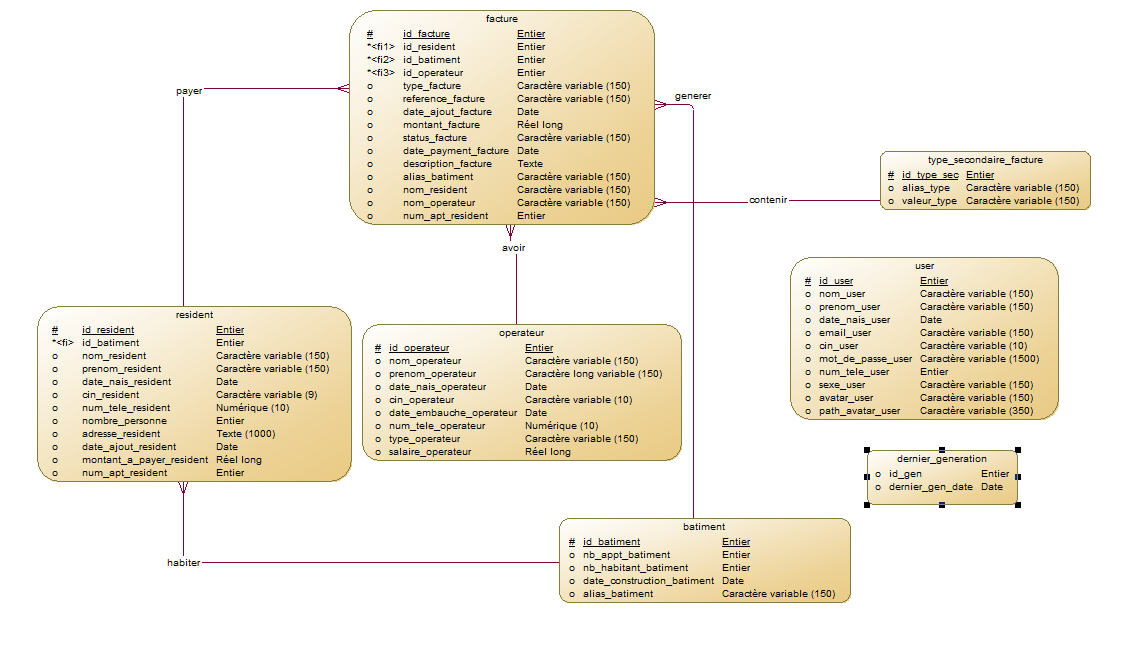 facture
# id_facture Entier
*<fi1> id_resident Entier
*<fi2> id_batiment Entier
*<fi3> id_operateur Entier
o type_facture Caractère variable (150)
o reference_facture Caractère variable (150)
o date_ajout_facture Date
o montant_facture Réel long
o status_facture Caractère variable (150)
o date_payment_facture Date
o description_facture Texte
o alias_batiment Caractère variable (150)
o nom_resident Caractère variable (150)
o nom_operateur Caractère variable (150)
o num_apt_resident Entier
payer
generer
contenir
avoir
type_secondaire_facture
# id_type_sec Entier
o alias_type Caractère variable (150)
o valeur_type Caractère variable (150)
user
# id_user Entier
o nom_user Caractère variable (150)
o prenom_user Caractère variable (150)
o date_nais_user Date
o email_user Caractère variable (150)
o cin_user Caractère variable (10)
o mot_de_passe_user Caractère variable (1500)
o num_tele_user Entier
o sexe_user Caractère variable (150)
o avatar_user Caractère variable (150)
o path_avatar_user Caractère variable (350)
resident
# id_resident Entier
*<fi> id_batiment Entier
o nom_resident Caractère variable (150)
o prenom_resident Caractère variable (150)
o date_nais_resident Date
o cin_resident Caractère variable (9)
o num_tele_resident Numérique (10)
o nombre_personne Entier
o adresse_resident Texte (1000)
o date_ajout_resident Date
o montant_a_payer_resident Réel long
o num_apt_resident Entier
operateur
# id_operateur Entier
o nom_operateur Caractère variable (150)
o prenom_operateur Caractère long variable (150)
o date_nais_operateur Date
o cin_operateur Caractère variable (10)
o date_embauche_operateur Date
o num_tele_operateur Numérique (10)
o type_operateur Caractère variable (150)
o salaire_operateur Réel long
dernier_generation
o id_gen Entier
o dernier_gen_date Date
habiter
batiment
# id_batiment Entier
o nb_appt_batiment Entier
o nb_habitant_batiment Entier
o date_construction_batiment Date
o alias_batiment Caractère variable (150)